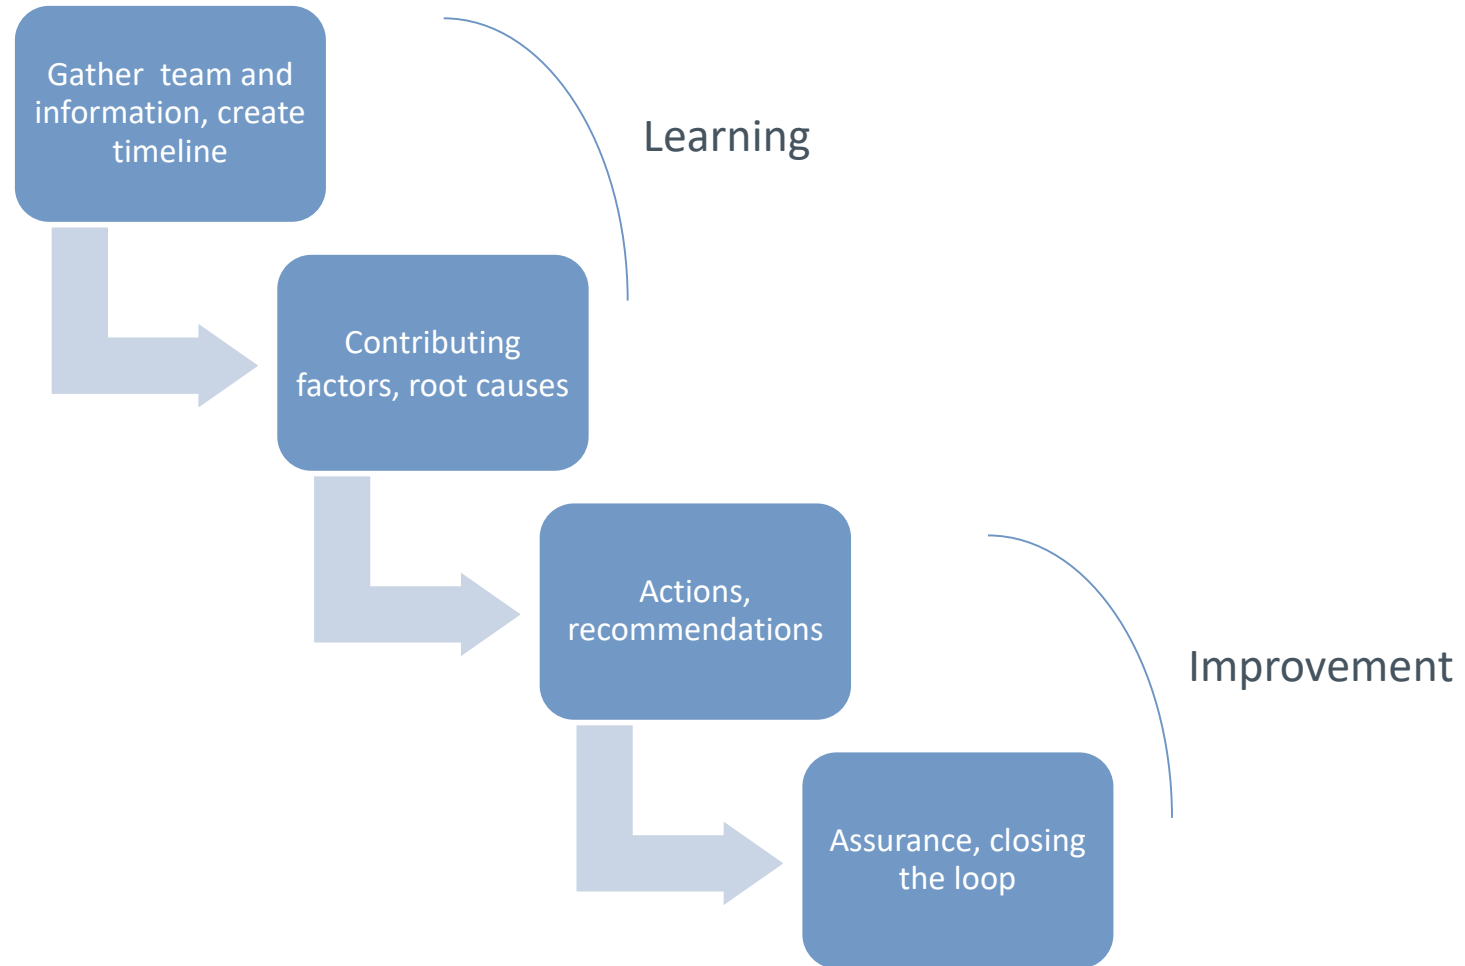 Gather  team and
information, create
timeline
Learning
Contributing
factors, root causes
Actions,
recommendations
Improvement
Assurance, closing
the loop